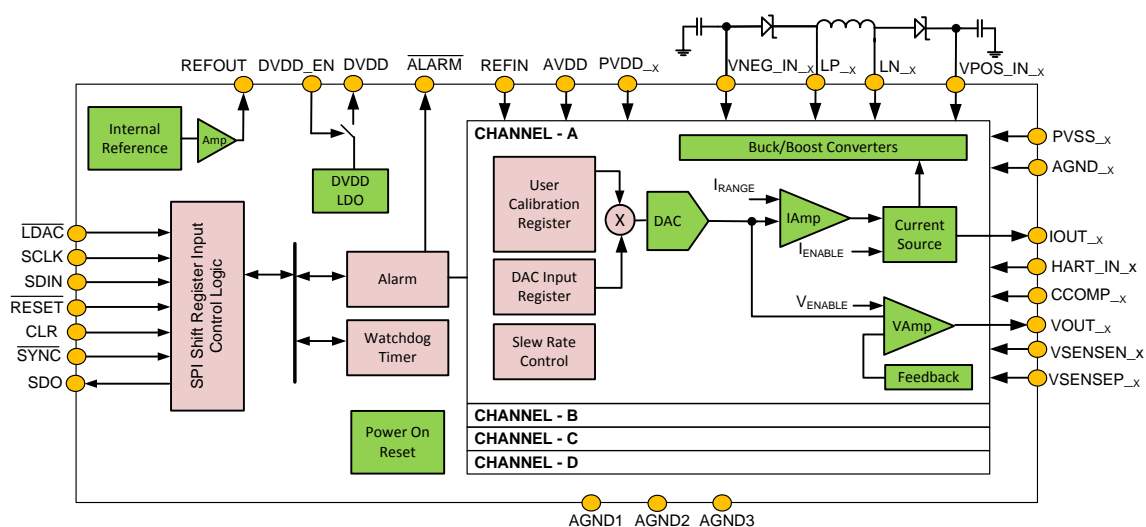 REFOUT
DVDD_EN
DVDD
ALARM
REFIN
AVDD
PVDD_X
VNEG_IN_X
LP_X
LN_X
VPOS_IN_X
Internal
Reference
Amp
DVDD
LDO
CHANNEL - A
Buck/Boost Converters
PVSS_X
AGND_X
User
Calibration
Register
X
DAC
IRANGE
IAmp
IENABLE
Current
Source
IOUT_X
HART_IN_x
CCOMP_X
LDAC
SCLK
SDIN
RESET
CLR
SYNC
SDO
SPI Shift Register Input
Control Logic
Alarm
Watchdog
Timer
DAC Input
Register
Slew Rate
Control
VENABLE
VAmp
Feedback
VOUT_X
VSENSEN_x
VSENSEP_X
Power On
Reset
CHANNEL - B
CHANNEL - C
CHANNEL - D
AGND1
AGND2
AGND3